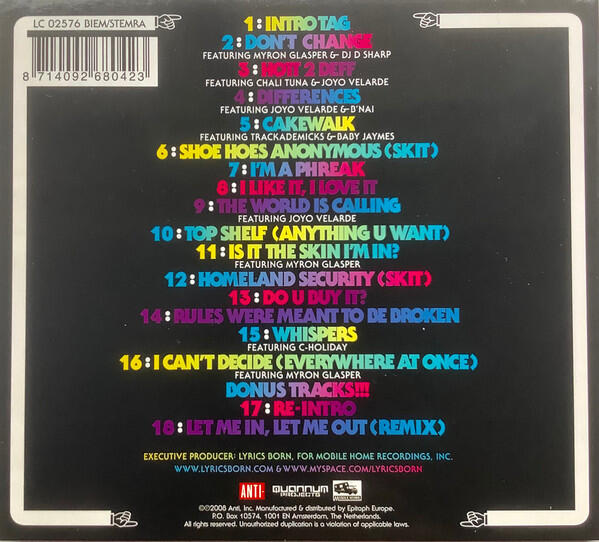 LC 02576 BIEM/STEMRA
8 714092 680423
1:INTRO TAG
2:DON'T CHANGE
FEATURING MYRON GLASPER & DJ D SHARP
3:HOTT 2 DEFF
FEATURING CHALI TUNA & JOYO VELARDE
4:DIFFERENCES
FEATURING JOYO VELARDE & B'NAI
5:CAKEWALK
FEATURING TRACKADEMICKS & BABY JAYMES
6:SHOE HOES ANONYMOUS (SKIT)
7:I'M A PHREAK
8:I LIKE IT, I LOVE IT
9:THE WORLD IS CALLING
FEATURING JOYO VELARDE
10:TOP SHELF (ANYTHING U WANT)
11:IS IT THE SKIN I'M IN?
FEATURING MYRON GLASPER
12:HOMELAND SECURITY (SKIT)
13:DO U BUY IT?
14:RULES WERE MEANT TO BE BROKEN
15:WHISPERS
FEATURING C-HOLIDAY
16:I CAN'T DECIDE (EVERYWHERE AT ONCE)
FEATURING MYRON GLASPER
BONUS TRACKS!!!
17:RE-INTRO
18:LET ME IN, LET ME OUT (REMIX)
EXECUTIVE PRODUCER: LYRICS BORN, FOR MOBILE HOME RECORDINGS, INC.
WWW.LYRICSBORN.COM & WWW.MYSPACE.COM/LYRICSBORN
ANTI- QUANNUM PROJECTS MOBILE HOME
©℗2008 Anti, Inc. Manufactured & distributed by Epitaph Europe.
P.O. Box 10574, 1001 EN Amsterdam, The Netherlands.
All rights reserved. Unauthorized duplication is a violation of applicable laws.